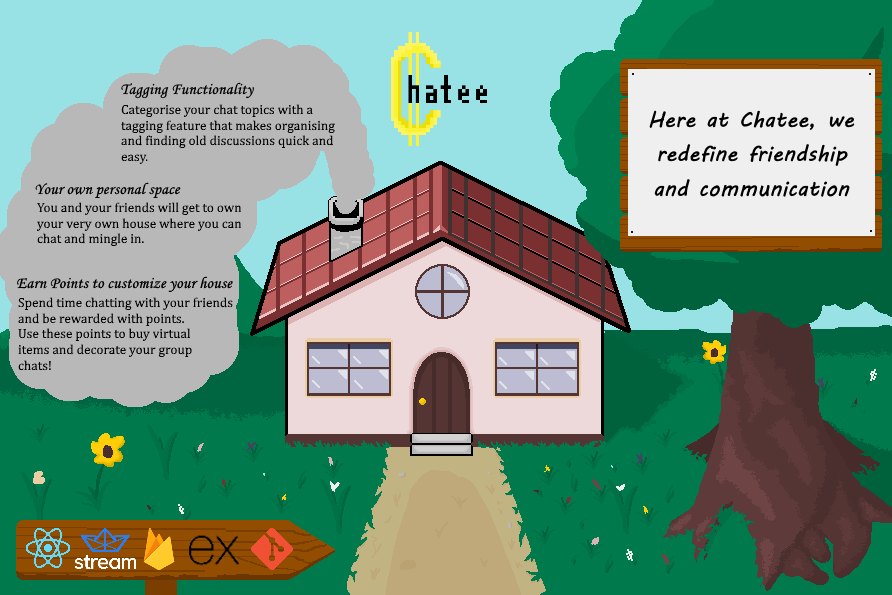 Chatee
Tagging Functionality
Categorise your chat topics with a
tagging feature that makes organising
and finding old discussions quick and
easy.
Your own personal space
You and your friends will get to own
your very own house where you can
chat and mingle in.
Earn Points to customize your house
Spend time chatting with your friends
and be rewarded with points.
Use these points to buy virtual
items and decorate your group
chats!
Here at Chatee, we
redefine friendship
and communication
stream
ex